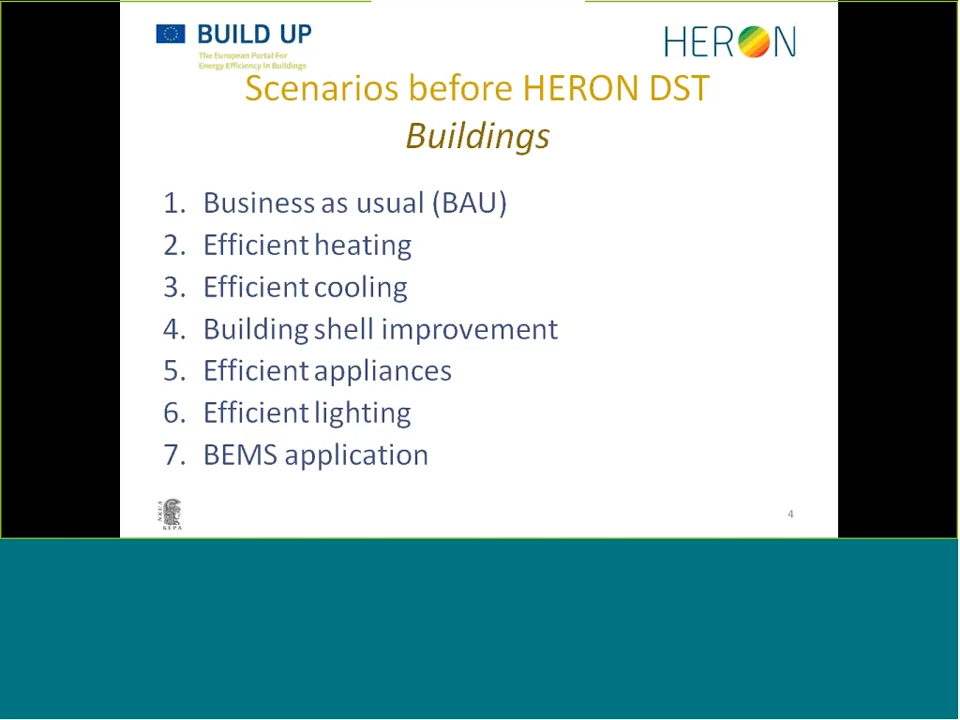 BUILD UP
The European Portal For
Energy Efficiency In Buildings
HERON
Scenarios before HERON DST
Buildings
1. Business as usual (BAU)
2. Efficient heating
3. Efficient cooling
4. Building shell improvement
5. Efficient appliances
6. Efficient lighting
7. BEMS application
ΚΕΠΑ
4